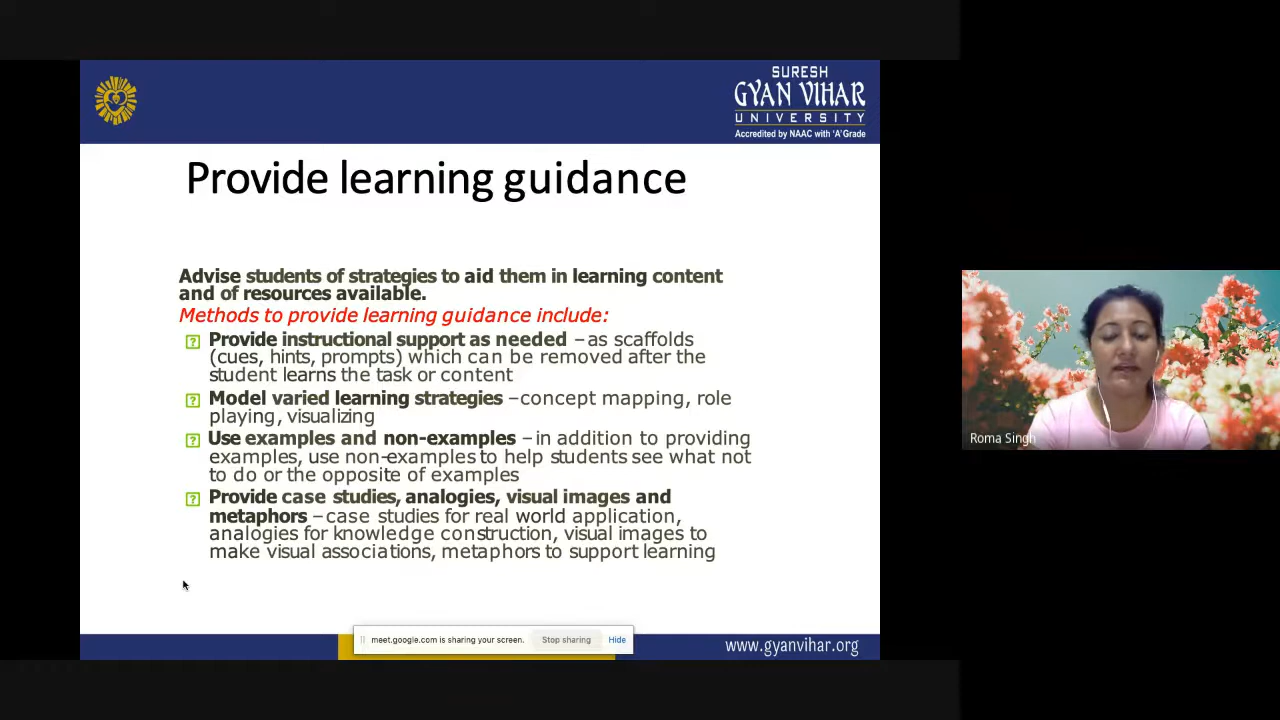 SURESH
GYAN VIHAR
UNIVERSITY
Accredited by NAAC with 'A' Grade
Provide learning guidance
Advise students of strategies to aid them in learning content
and of resources available.
Methods to provide learning guidance include:
Provide instructional support as needed – as scaffolds
(cues, hints, prompts) which can be removed after the
student learns the task or content
Model varied learning strategies – concept mapping, role
playing, visualizing
Use examples and non-examples – in addition to providing
examples, use non-examples to help students see what not
to do or the opposite of examples
Provide case studies, analogies, visual images and
metaphors – case studies for real world application,
analogies for knowledge construction, visual images to
make visual associations, metaphors to support learning
Roma Singh
meet.google.com is sharing your screen. Stop sharing Hide
www.gyanvihar.org